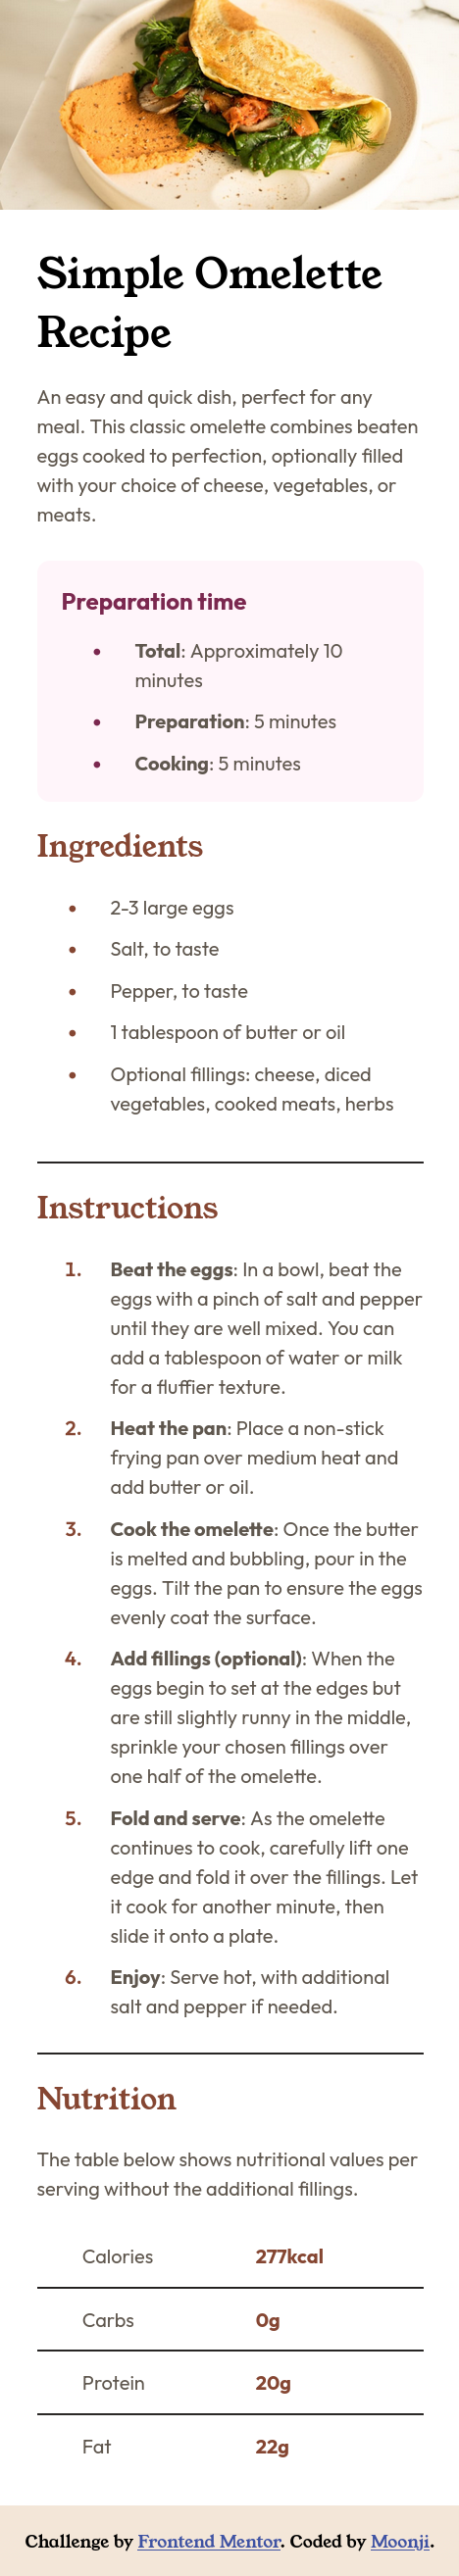 Simple Omelette
Recipe
An easy and quick dish, perfect for any
meal. This classic omelette combines beaten
eggs cooked to perfection, optionally filled
with your choice of cheese, vegetables, or
meats.
Preparation time
• Total: Approximately 10
minutes
• Preparation: 5 minutes
• Cooking: 5 minutes
Ingredients
• 2-3 large eggs
• Salt, to taste
• Pepper, to taste
• 1 tablespoon of butter or oil
• Optional fillings: cheese, diced
vegetables, cooked meats, herbs
Instructions
1. Beat the eggs: In a bowl, beat the
eggs with a pinch of salt and pepper
until they are well mixed. You can
add a tablespoon of water or milk
for a fluffier texture.
2. Heat the pan: Place a non-stick
frying pan over medium heat and
add butter or oil.
3. Cook the omelette: Once the butter
is melted and bubbling, pour in the
eggs. Tilt the pan to ensure the eggs
evenly coat the surface.
4. Add fillings (optional): When the
eggs begin to set at the edges but
are still slightly runny in the middle,
sprinkle your chosen fillings over
one half of the omelette.
5. Fold and serve: As the omelette
continues to cook, carefully lift one
edge and fold it over the fillings. Let
it cook for another minute, then
slide it onto a plate.
6. Enjoy: Serve hot, with additional
salt and pepper if needed.
Nutrition
The table below shows nutritional values per
serving without the additional fillings.
Calories 277kcal
Carbs 0g
Protein 20g
Fat 22g
Challenge by Frontend Mentor. Coded by Moonji.